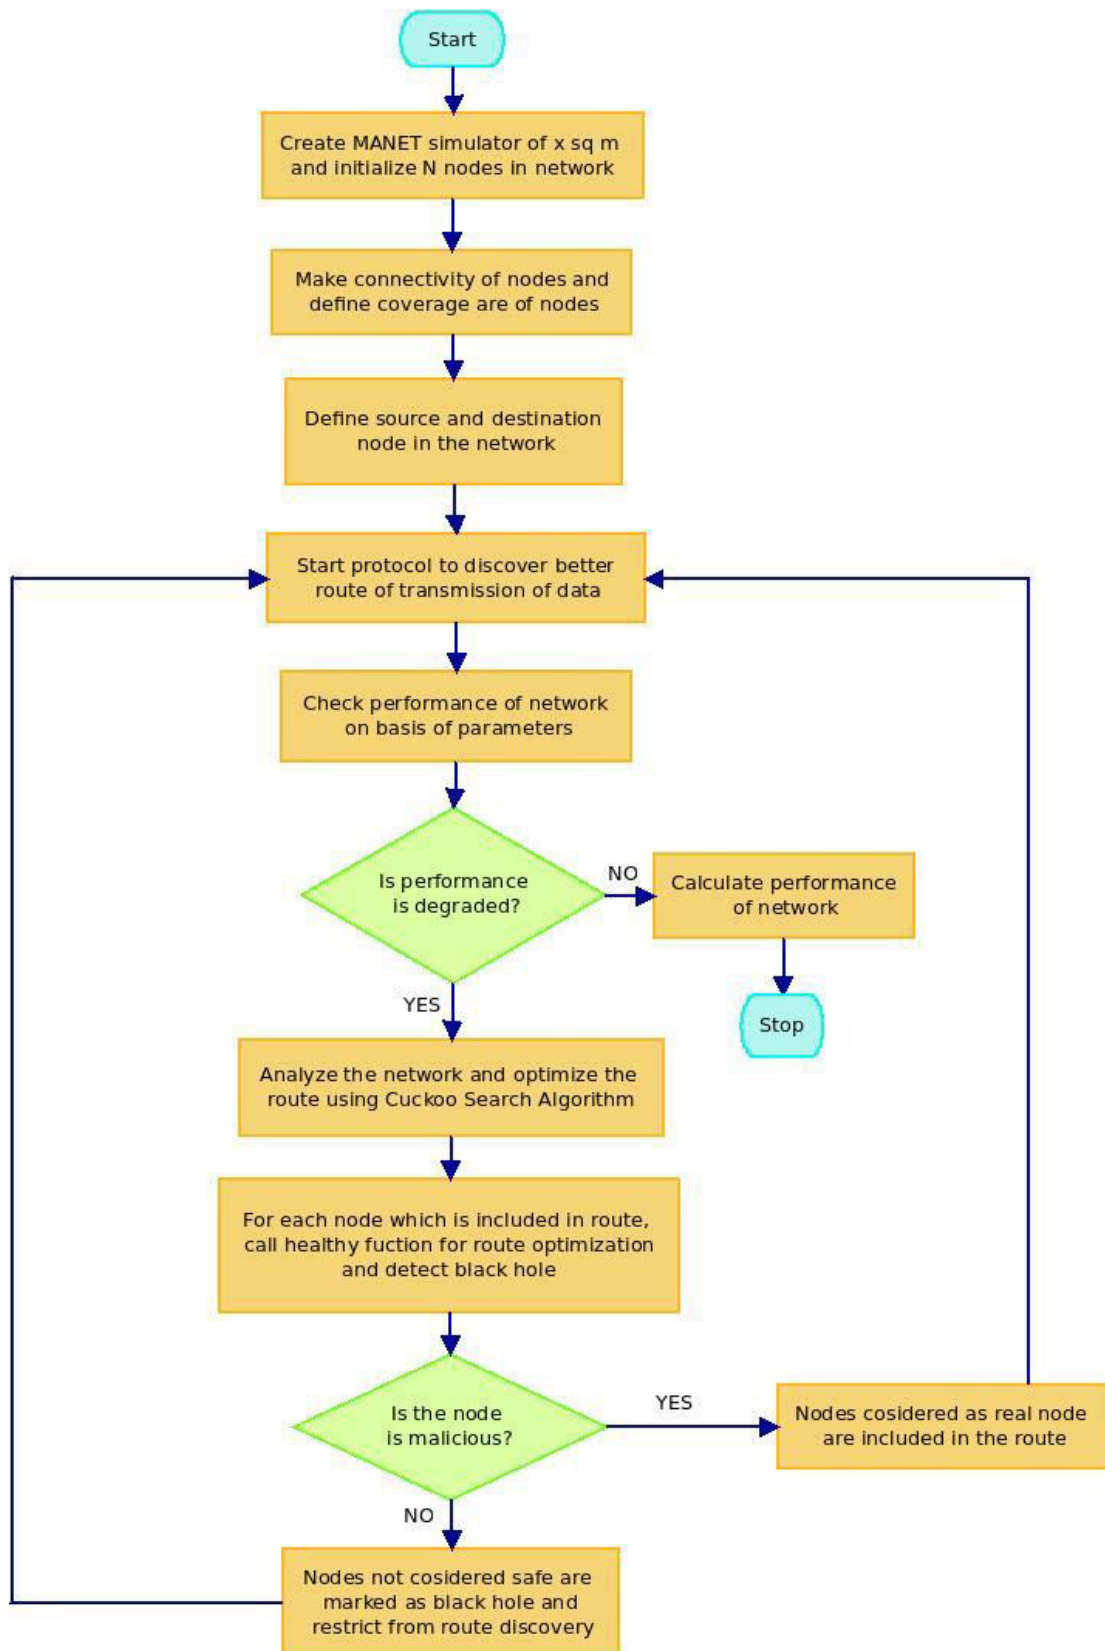 Start
Create MANET simulator of x sq m
and initialize N nodes in network
Make connectivity of nodes and
define coverage are of nodes
Define source and destination
node in the network
Start protocol to discover better
route of transmission of data
Check performance of network
on basis of parameters
Is performance
is degraded?
NO
Calculate performance
of network
Stop
YES
Analyze the network and optimize the
route using Cuckoo Search Algorithm
For each node which is included in route,
call healthy fuction for route optimization
and detect black hole
Is the node
is malicious?
YES
Nodes cosidered as real node
are included in the route
NO
Nodes not cosidered safe are
marked as black hole and
restrict from route discovery